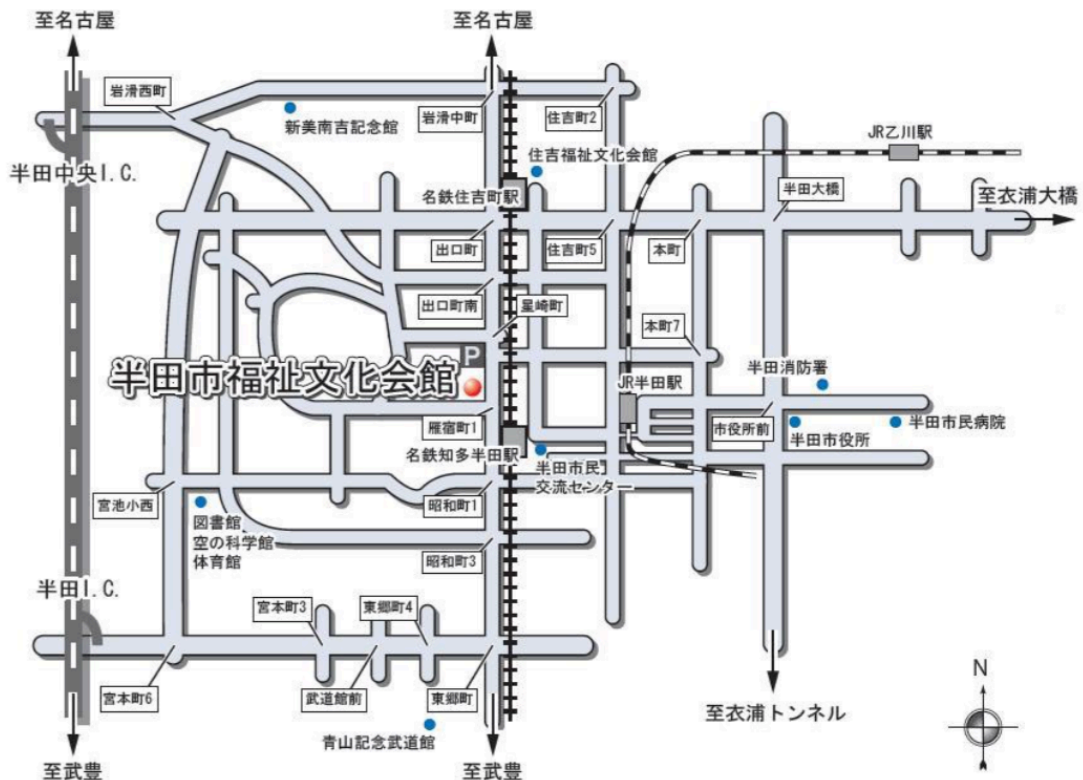 至名古屋
至名古屋
岩滑西町
岩滑中町
住吉町2
新美南吉記念館
JR乙川駅
住吉福祉文化会館
半田中央I.C.
名鉄住吉町駅
半田大橋
至衣浦大橋
出口町
住吉町5
本町
出口町南
星崎町
本町7
P
半田市福祉文化会館
半田消防署
JR半田駅
雁宿町1
市役所前
半田市民病院
半田市役所
名鉄知多半田駅
半田市民
交流センター
宮池小西
昭和町1
図書館
空の科学館
体育館
昭和町3
半田I.C.
宮本町3
東郷町4
宮本町6
武道館前
東郷町
N
至衣浦トンネル
青山記念武道館
至武豊
至武豊